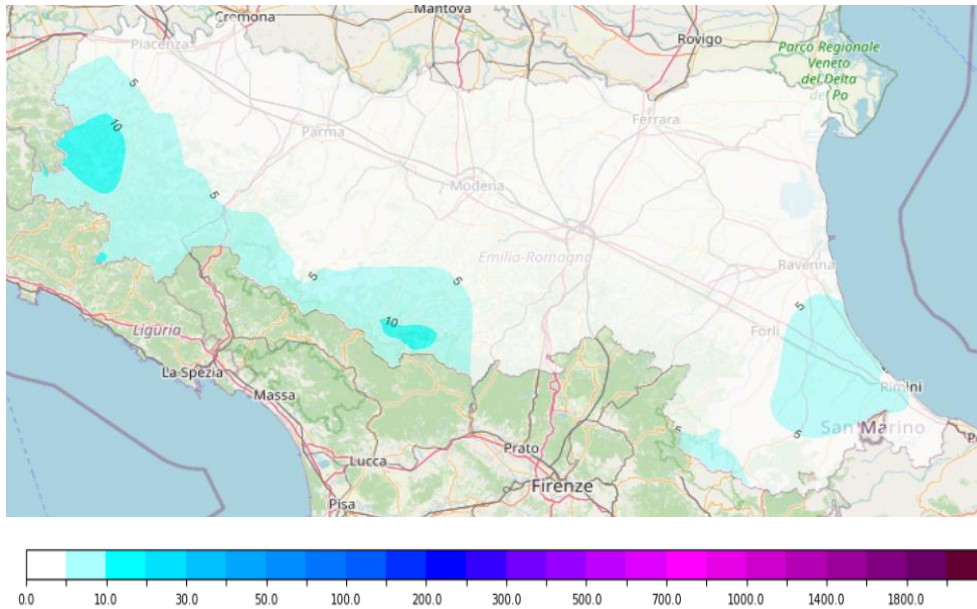 Mantova
Cremona
Piacenza
Rovigo
Parco Regionale
Veneto
del Delta
del Po
5
10
Parma
Ferrara
Modena
5
Emilia-Romagna
Ravenna
5
5
5
10
Liguria
Forlì
La Spezia
Rimini
Massa
5
5
San Marino
Prato
Lucca
Firenze
Pisa
0.0 10.0 30.0 50.0 100.0 200.0 300.0 500.0 700.0 1000.0 1400.0 1800.0